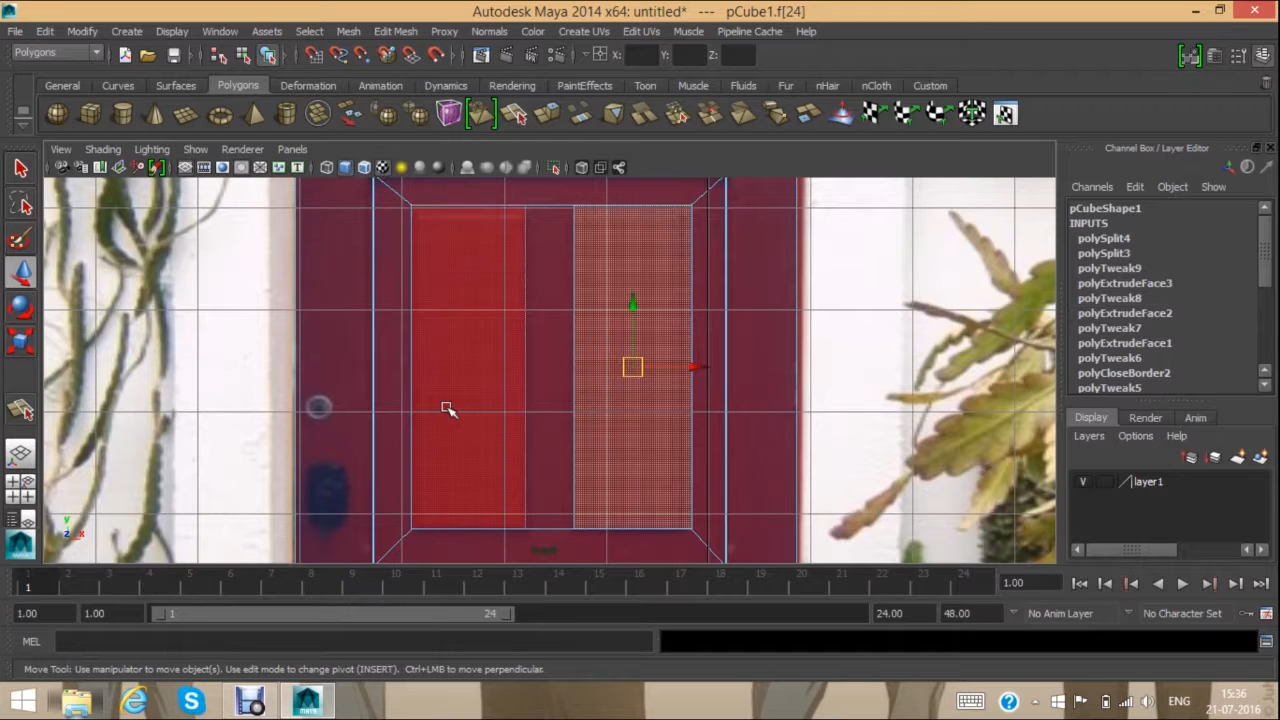 Autodesk Maya 2014 x64: untitled* --- pCube1.f[24]
File Edit Modify Create Display Window Assets Select Mesh Edit Mesh Proxy Normals Color Create UVs Edit UVs Muscle Pipeline Cache Help
Polygons X: Y: Z:
General Curves Surfaces Polygons Deformation Animation Dynamics Rendering PaintEffects Toon Muscle Fluids Fur nHair nCloth Custom
View Shading Lighting Show Renderer Panels
Channel Box / Layer Editor
Channels Edit Object Show
pCubeShape1
INPUTS
polySplit4
polySplit3
polyTweak9
polyExtrudeFace3
polyTweak8
polyExtrudeFace2
polyTweak7
polyExtrudeFace1
polyTweak6
polyCloseBorder2
polyTweak5
Display Render Anim
Layers Options Help
V layer1
y
z x
1 2 3 4 5 6 7 8 9 10 11 12 13 14 15 16 17 18 19 20 21 22 23 24
1 1.00
1.00 1.00 1 24 24.00 48.00 No Anim Layer No Character Set
MEL
Move Tool: Use manipulator to move object(s). Use edit mode to change pivot (INSERT). Ctrl+LMB to move perpendicular.
ENG
15:36
21-07-2016